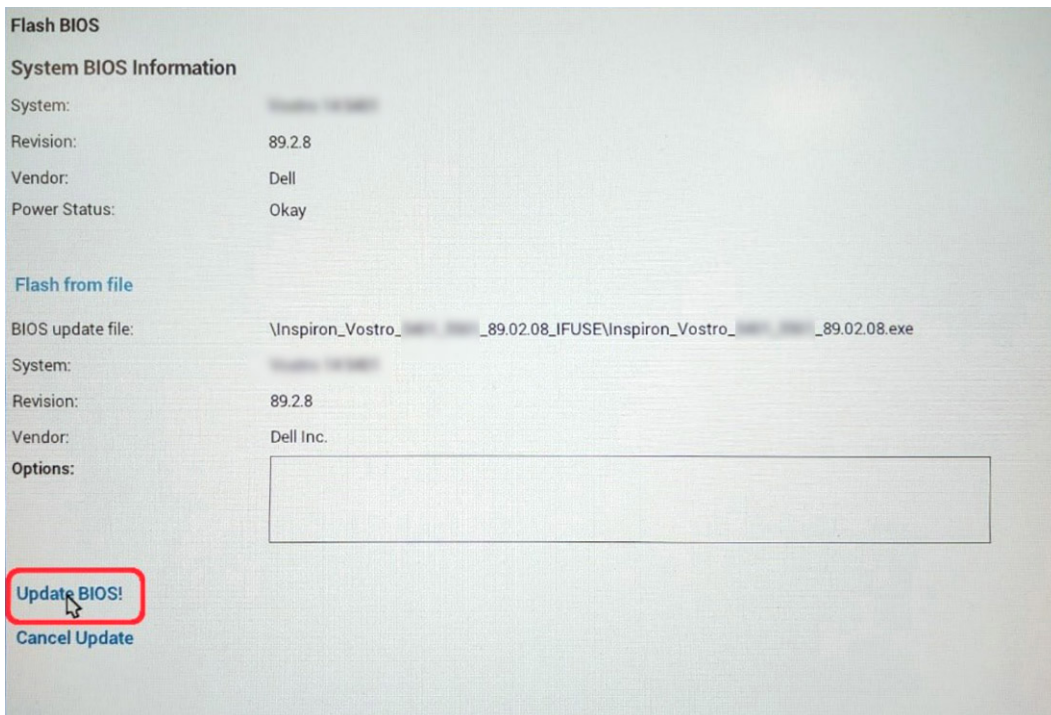 Flash BIOS
System BIOS Information
System:
Revision: 89.2.8
Vendor: Dell
Power Status: Okay
Flash from file
BIOS update file: \Inspiron_Vostro_ _89.02.08_IFUSE\Inspiron_Vostro_ _89.02.08.exe
System:
Revision: 89.2.8
Vendor: Dell Inc.
Options:
Update BIOS!
Cancel Update